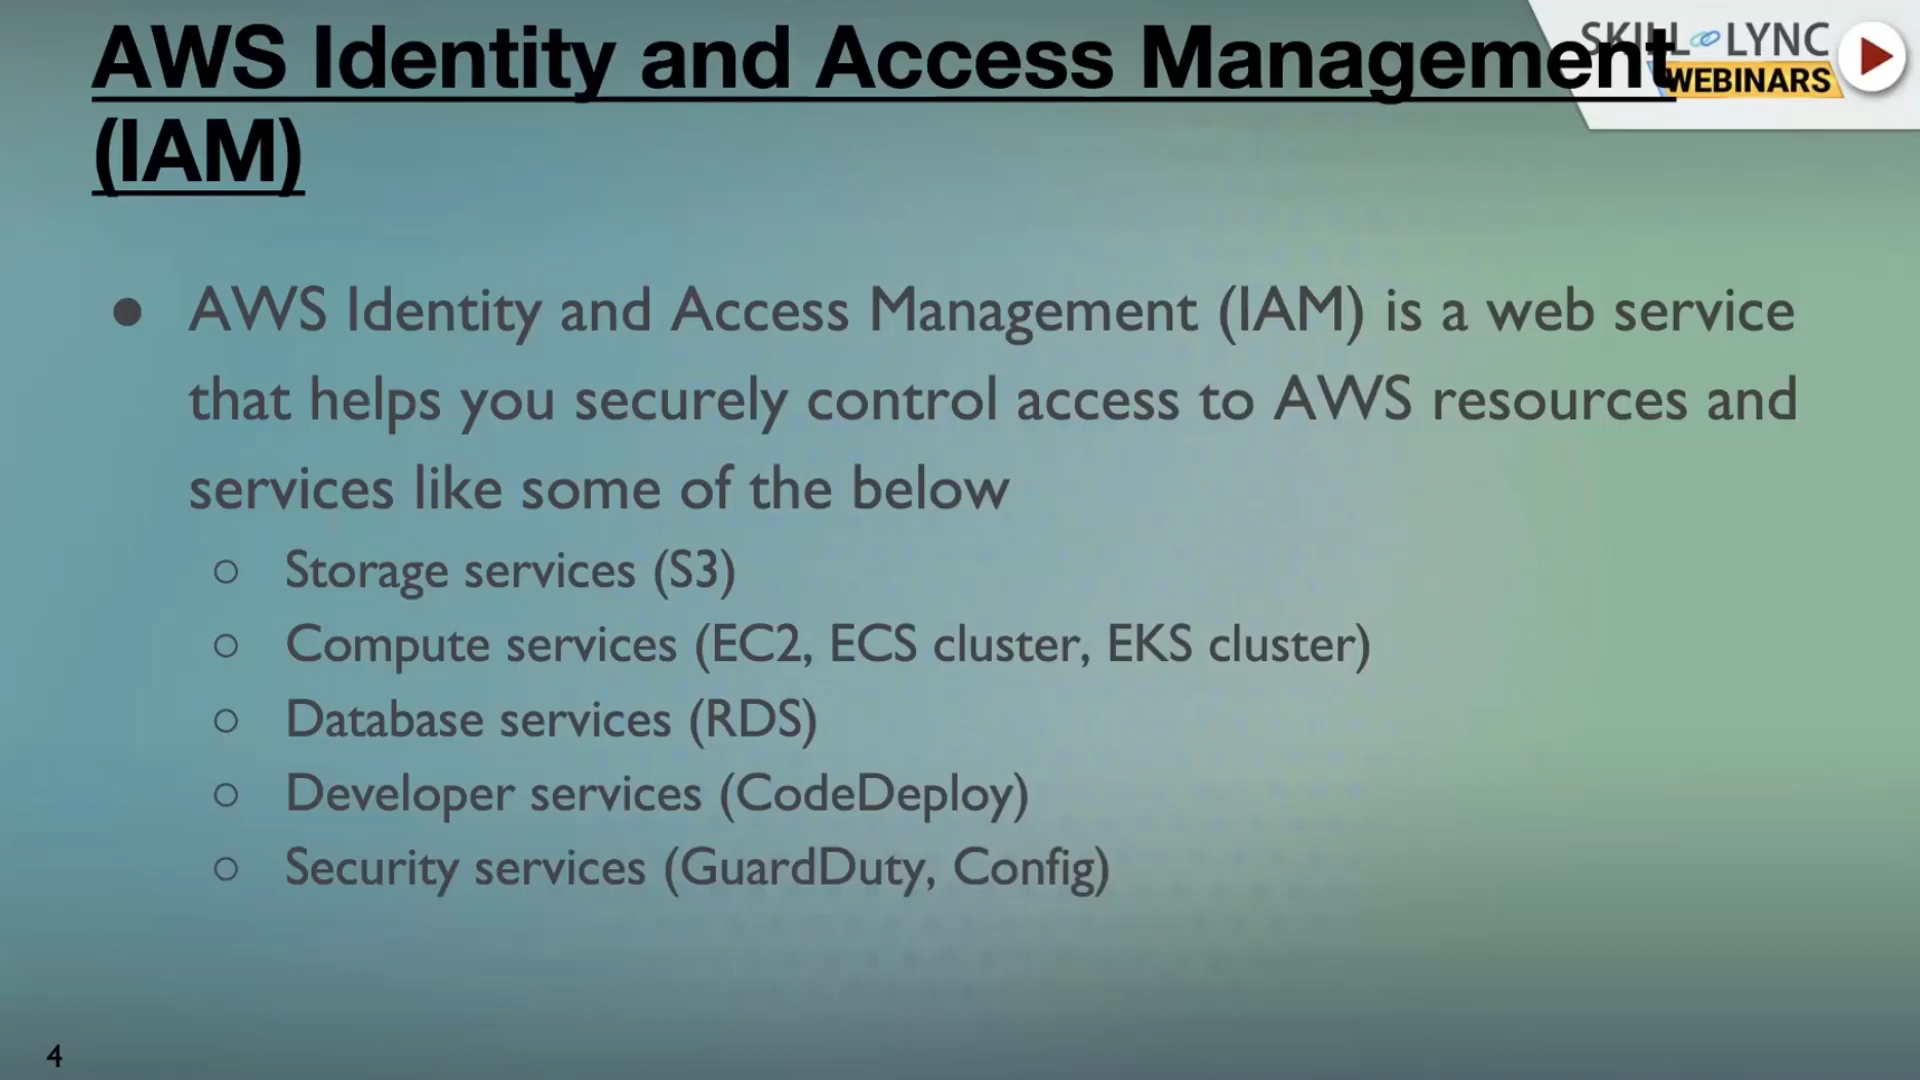 AWS Identity and Access Management
(IAM)
SKILL LYNC
WEBINARS
● AWS Identity and Access Management (IAM) is a web service
that helps you securely control access to AWS resources and
services like some of the below
○ Storage services (S3)
○ Compute services (EC2, ECS cluster, EKS cluster)
○ Database services (RDS)
○ Developer services (CodeDeploy)
○ Security services (GuardDuty, Config)
4